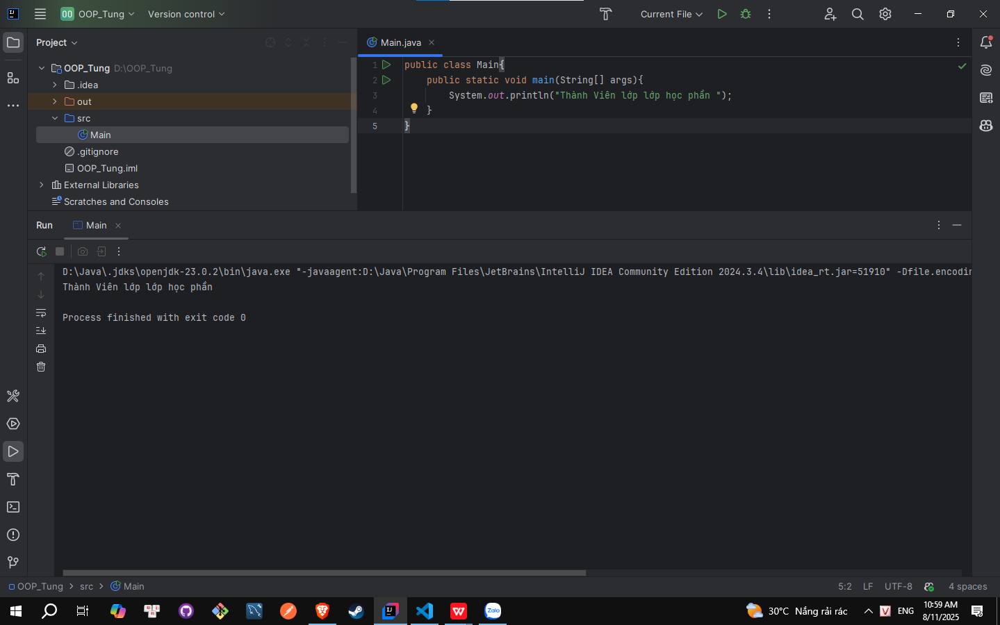 OO OOP_Tung Version control Current File
Project
Main.java
OOP_Tung D:\OOP_Tung
.idea
out
src
Main
.gitignore
OOP_Tung.iml
External Libraries
Scratches and Consoles
1 public class Main{
2 public static void main(String[] args){
3 System.out.println("Thành Viên lớp lớp học phần ");
4 }
5 }
Run Main
D:\Java\.jdks\openjdk-23.0.2\bin\java.exe "-javaagent:D:\Java\Program Files\JetBrains\IntelliJ IDEA Community Edition 2024.3.4\lib\idea_rt.jar=51910" -Dfile.encodin
Thành Viên lớp lớp học phần
Process finished with exit code 0
OOP_Tung src Main 5:2 LF UTF-8 4 spaces
30°C Nắng rải rác ENG 10:59 AM
8/11/2025